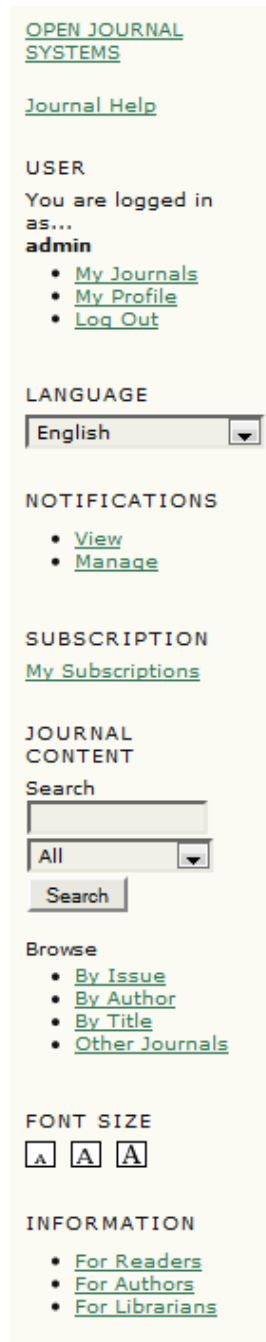 OPEN JOURNAL
SYSTEMS
Journal Help
USER
You are logged in
as...
admin
My Journals
My Profile
Log Out
LANGUAGE
English
NOTIFICATIONS
View
Manage
SUBSCRIPTION
My Subscriptions
JOURNAL
CONTENT
Search
All
Search
Browse
By Issue
By Author
By Title
Other Journals
FONT SIZE
A A A
INFORMATION
For Readers
For Authors
For Librarians